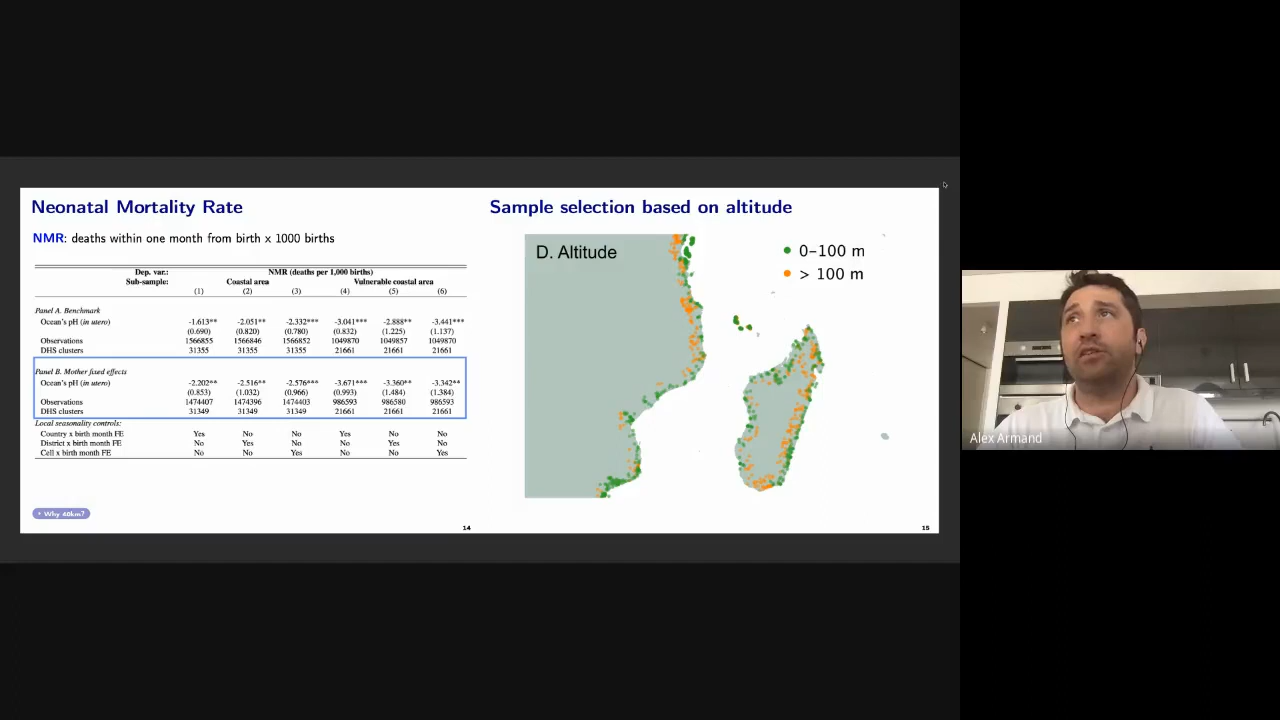 Neonatal Mortality Rate
NMR: deaths within one month from birth x 1000 births
Dep. var.: NMR (deaths per 1,000 births)
Sub-sample: Coastal area Vulnerable coastal area
(1) (2) (3) (4) (5) (6)
Panel A. Benchmark
Ocean's pH (in utero) -1.613** -2.051** -2.332*** -3.041*** -2.888** -3.441***
(0.690) (0.820) (0.780) (0.832) (1.225) (1.137)
Observations 1566855 1566846 1566852 1049870 1049857 1049870
DHS clusters 31355 31355 31355 21661 21661 21661
Panel B. Mother fixed effects
Ocean's pH (in utero) -2.202** -2.516** -2.576*** -3.671*** -3.360** -3.342**
(0.853) (1.032) (0.966) (0.993) (1.484) (1.384)
Observations 1474407 1474396 1474403 986593 986580 986593
DHS clusters 31349 31349 31349 21661 21661 21661
Local seasonality controls:
Country x birth month FE Yes No No Yes No No
District x birth month FE No Yes No No Yes No
Cell x birth month FE No No Yes No No Yes
Why 40km?
14
Sample selection based on altitude
D. Altitude
0–100 m
> 100 m
15
Alex Armand